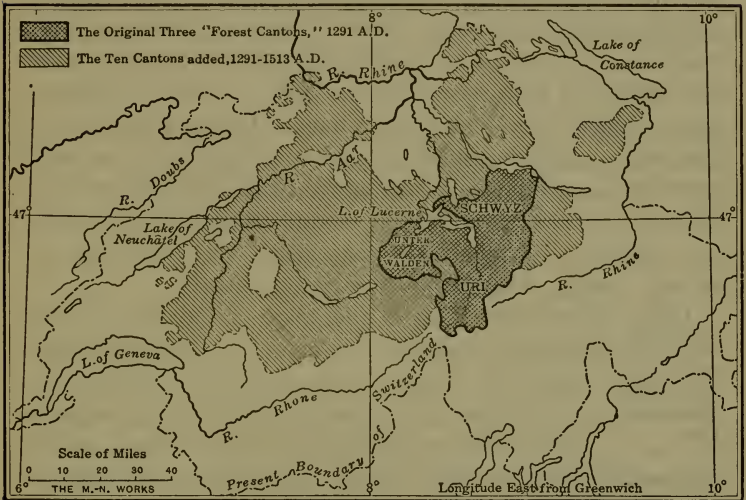 8°
10°
The Original Three "Forest Cantons," 1291 A.D.
The Ten Cantons added, 1291-1513 A.D.
R. Rhine
Lake of
Constance
R. Doubs
R. Aar
47°
L. of Lucerne
SCHWYZ
47°
Lake of
Neuchâtel
UNTER
WALDEN
URI
R. Rhine
L. of Geneva
R. Rhone
Present Boundary of Switzerland
Scale of Miles
0 10 20 30 40
THE M.-N. WORKS
Longitude East from Greenwich
6°
8°
10°